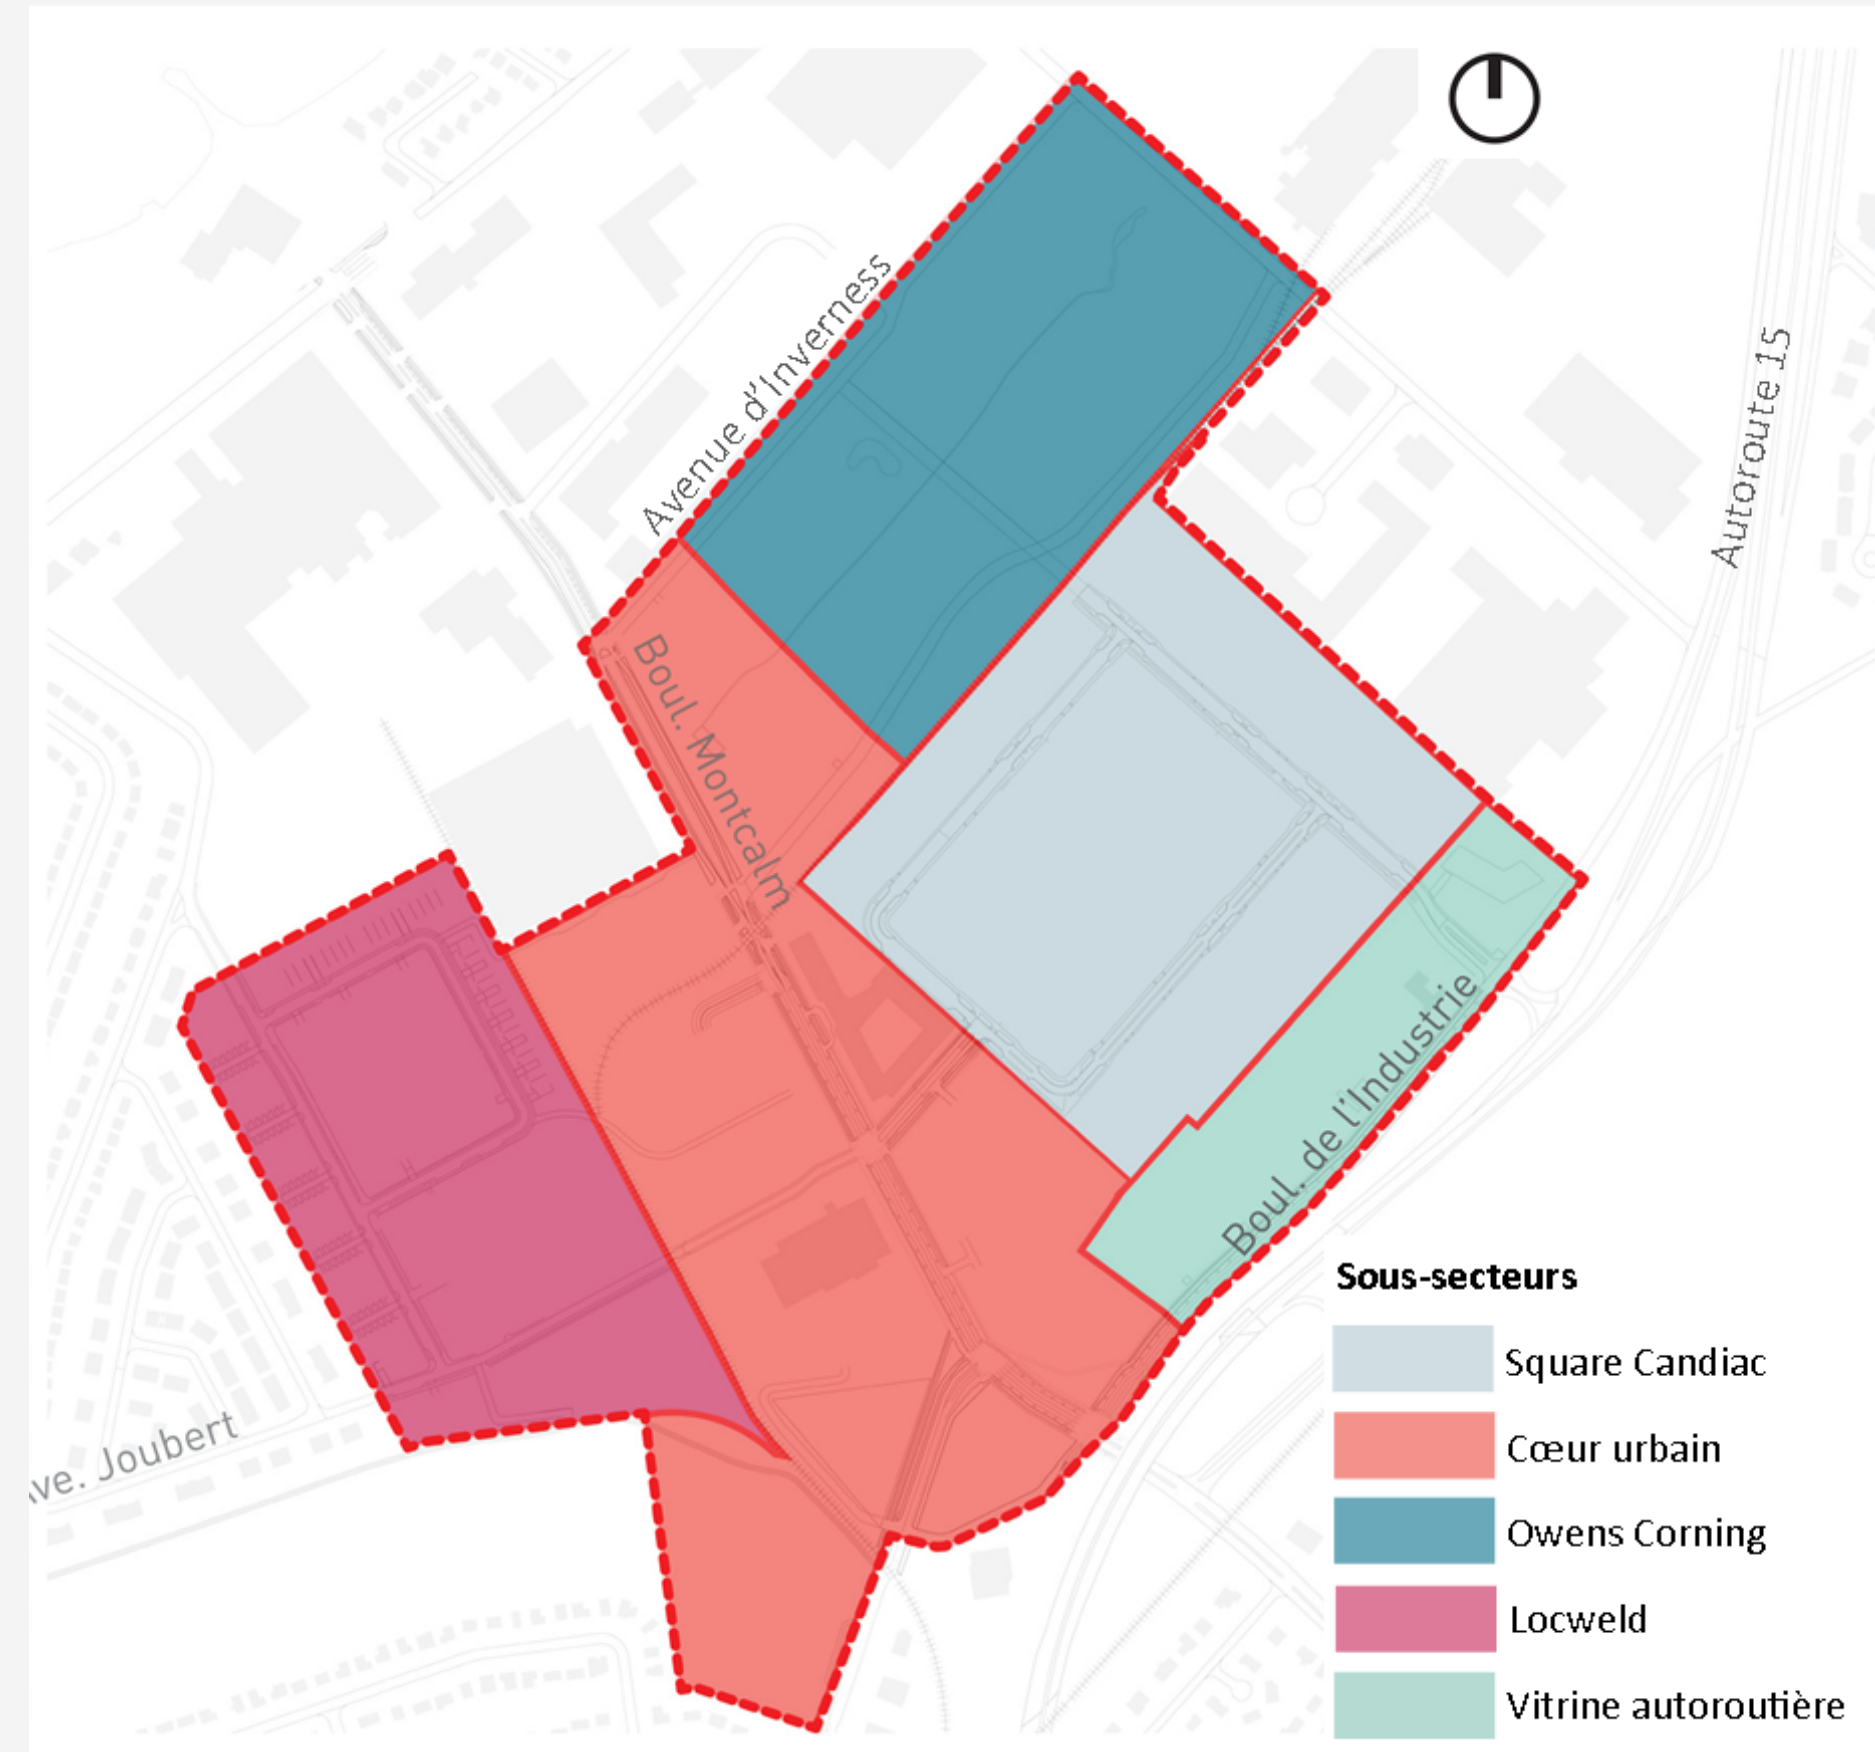 Avenue d'Inverness
Autoroute 15
Boul. Montcalm
Boul. de l'Industrie
ve. Joubert
Sous-secteurs
Square Candiac
Cœur urbain
Owens Corning
Locweld
Vitrine autoroutière